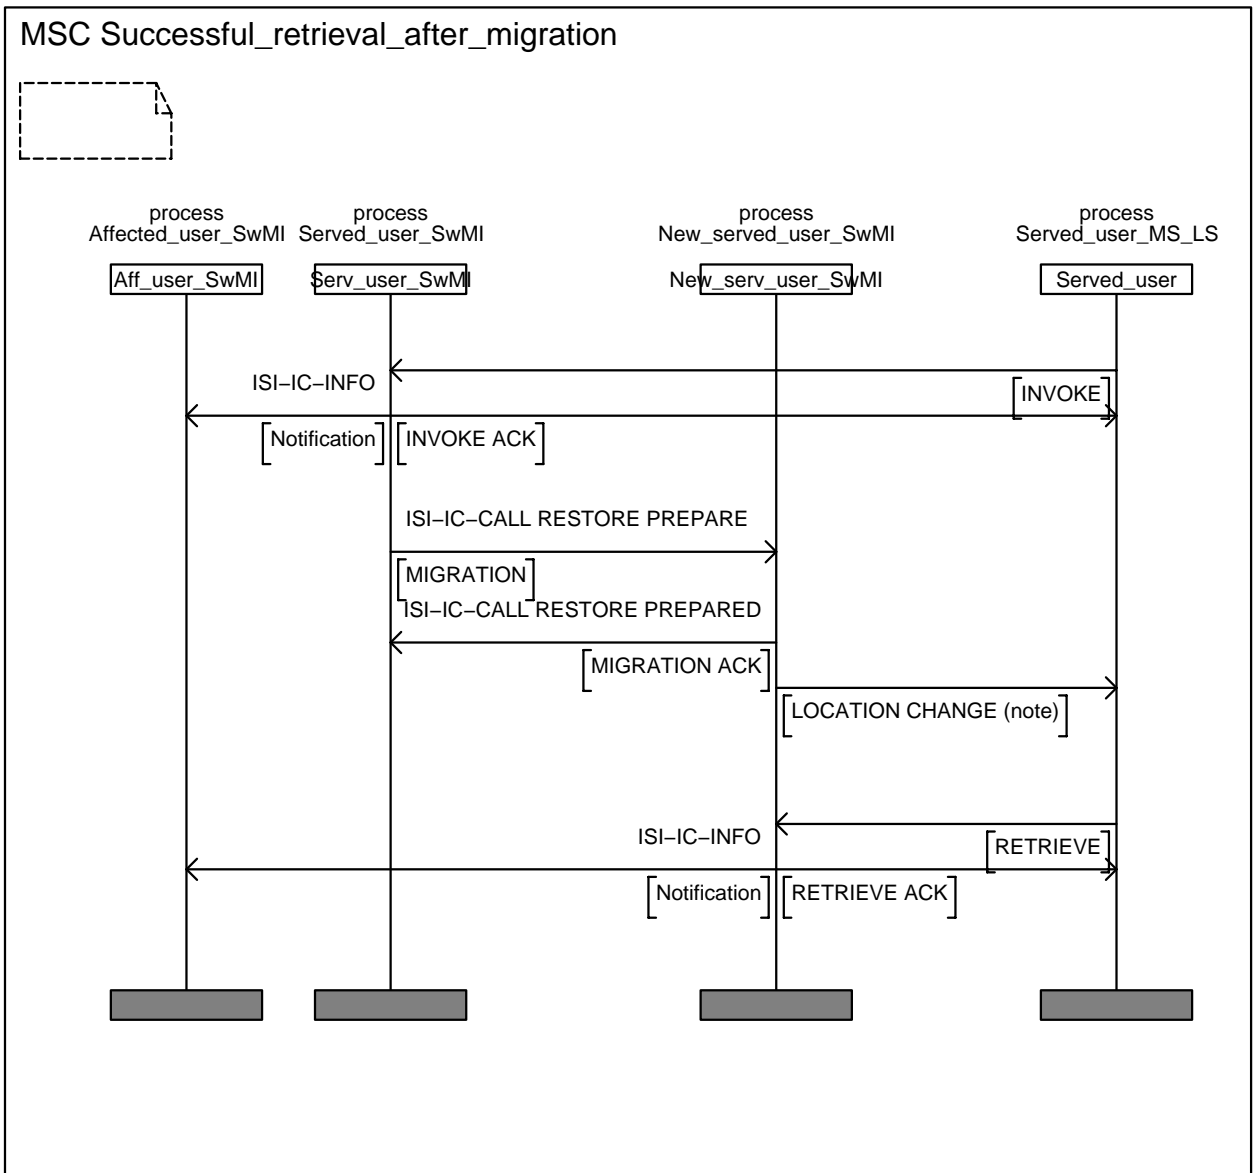 MSC Successful_retrieval_after_migration
process process process process
Affected_user_SwMI Served_user_SwMI New_served_user_SwMI Served_user_MS_LS
Aff_user_SwMI Serv_user_SwMI New_serv_user_SwMI Served_user
ISI–IC–INFO
INVOKE
Notification INVOKE ACK
ISI–IC–CALL RESTORE PREPARE
MIGRATION
ISI–IC–CALL RESTORE PREPARED
MIGRATION ACK
LOCATION CHANGE (note)
ISI–IC–INFO
RETRIEVE
Notification RETRIEVE ACK